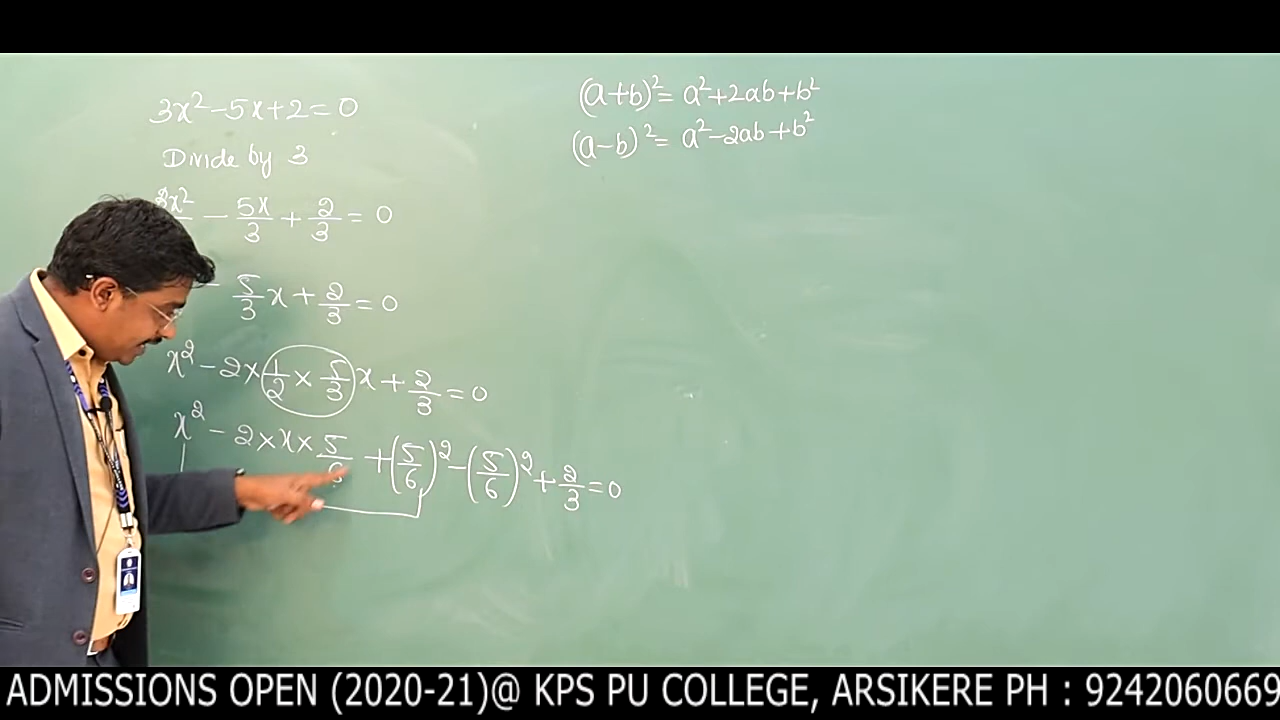 3x²-5x+2=0
Divide by 3
3x² - 5x/3 + 2/3 = 0
- 5/3 x + 2/3 = 0
x² - 2 × 1/2 × 5/3 x + 2/3 = 0
x² - 2 × x × 5/ + (5/6)² - (5/6)² + 2/3 = 0
(a+b)² = a²+2ab+b²
(a-b)² = a²-2ab+b²
ADMISSIONS OPEN (2020-21)@ KPS PU COLLEGE, ARSIKERE PH : 9242060669